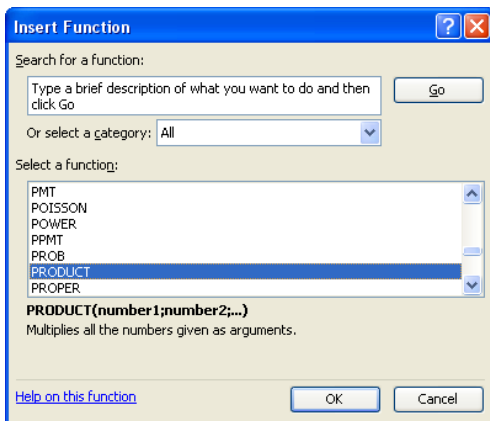 Insert Function
Search for a function:
Type a brief description of what you want to do and then
click Go
Go
Or select a category: All
Select a function:
PMT
POISSON
POWER
PPMT
PROB
PRODUCT
PROPER
PRODUCT(number1;number2;...)
Multiplies all the numbers given as arguments.
Help on this function
OK
Cancel